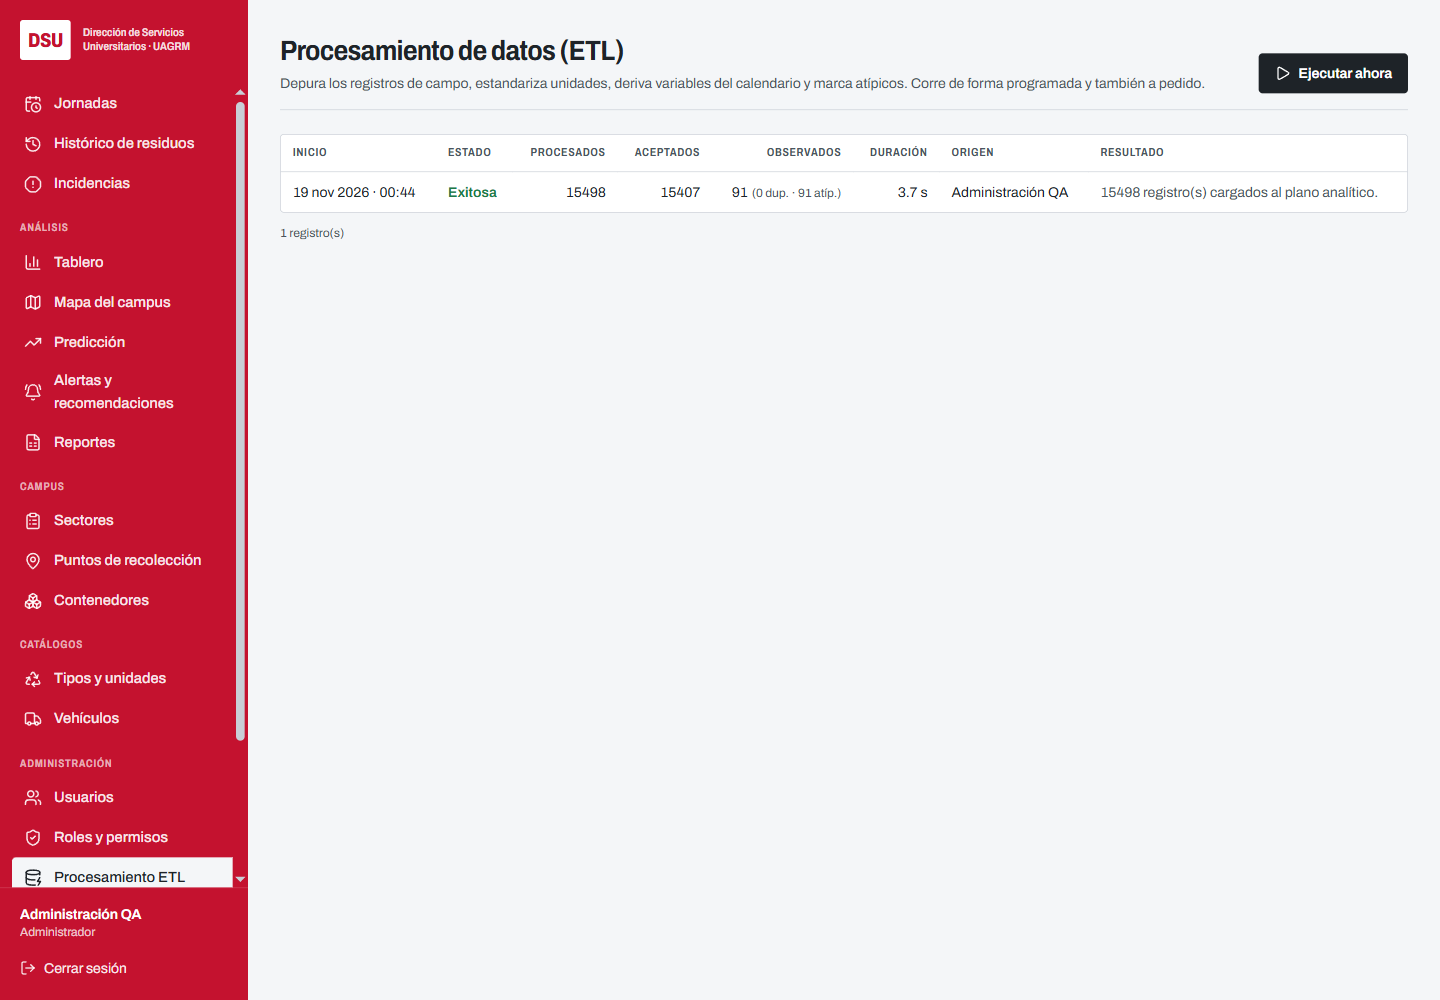 DSU
Dirección de Servicios
Universitarios · UAGRM
Jornadas
Histórico de residuos
Incidencias
ANÁLISIS
Tablero
Mapa del campus
Predicción
Alertas y
recomendaciones
Reportes
CAMPUS
Sectores
Puntos de recolección
Contenedores
CATÁLOGOS
Tipos y unidades
Vehículos
ADMINISTRACIÓN
Usuarios
Roles y permisos
Procesamiento ETL
Administración QA
Administrador
Cerrar sesión
Procesamiento de datos (ETL)
Depura los registros de campo, estandariza unidades, deriva variables del calendario y marca atípicos. Corre de forma programada y también a pedido.
Ejecutar ahora
INICIO ESTADO PROCESADOS ACEPTADOS OBSERVADOS DURACIÓN ORIGEN RESULTADO
19 nov 2026 · 00:44 Exitosa 15498 15407 91 (0 dup. · 91 atíp.) 3.7 s Administración QA 15498 registro(s) cargados al plano analítico.
1 registro(s)